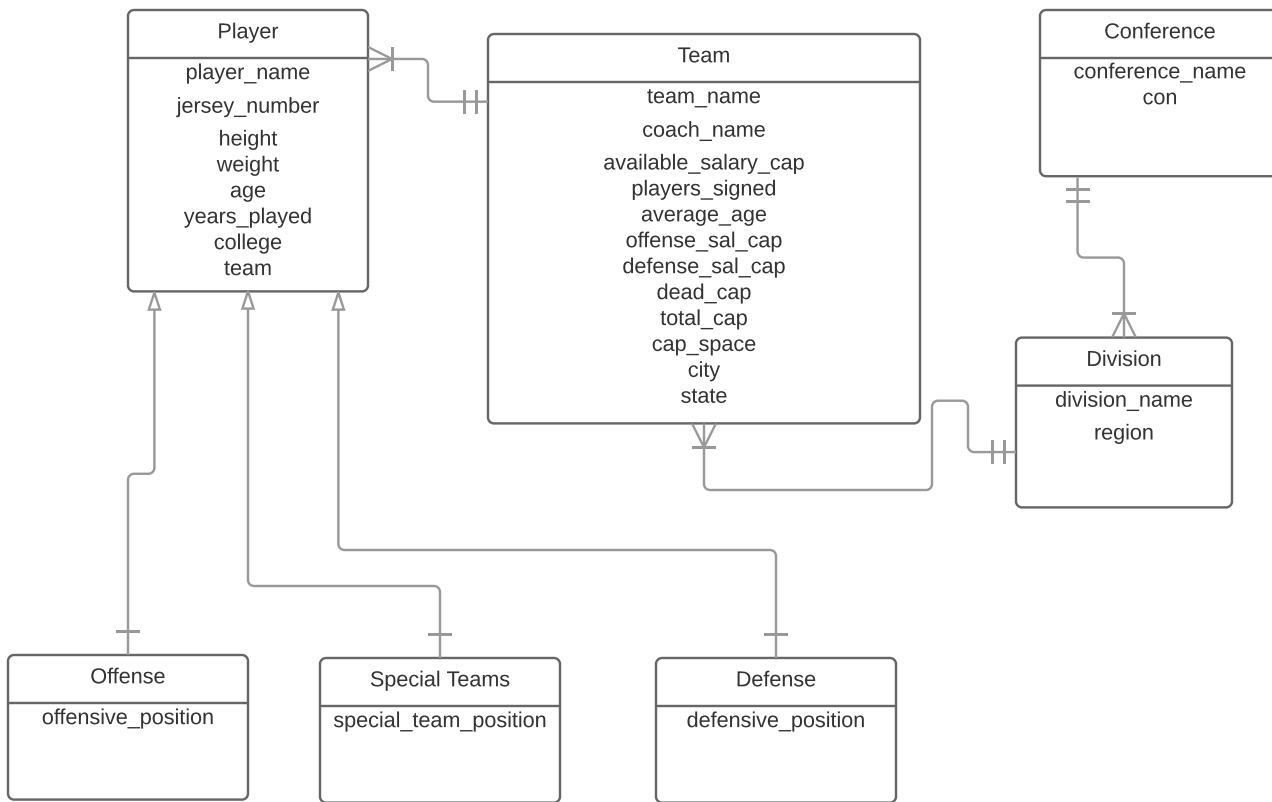 Player
player_name
jersey_number
height
weight
age
years_played
college
team
Team
team_name
coach_name
available_salary_cap
players_signed
average_age
offense_sal_cap
defense_sal_cap
dead_cap
total_cap
cap_space
city
state
Conference
conference_name
con
Division
division_name
region
Offense
offensive_position
Special Teams
special_team_position
Defense
defensive_position